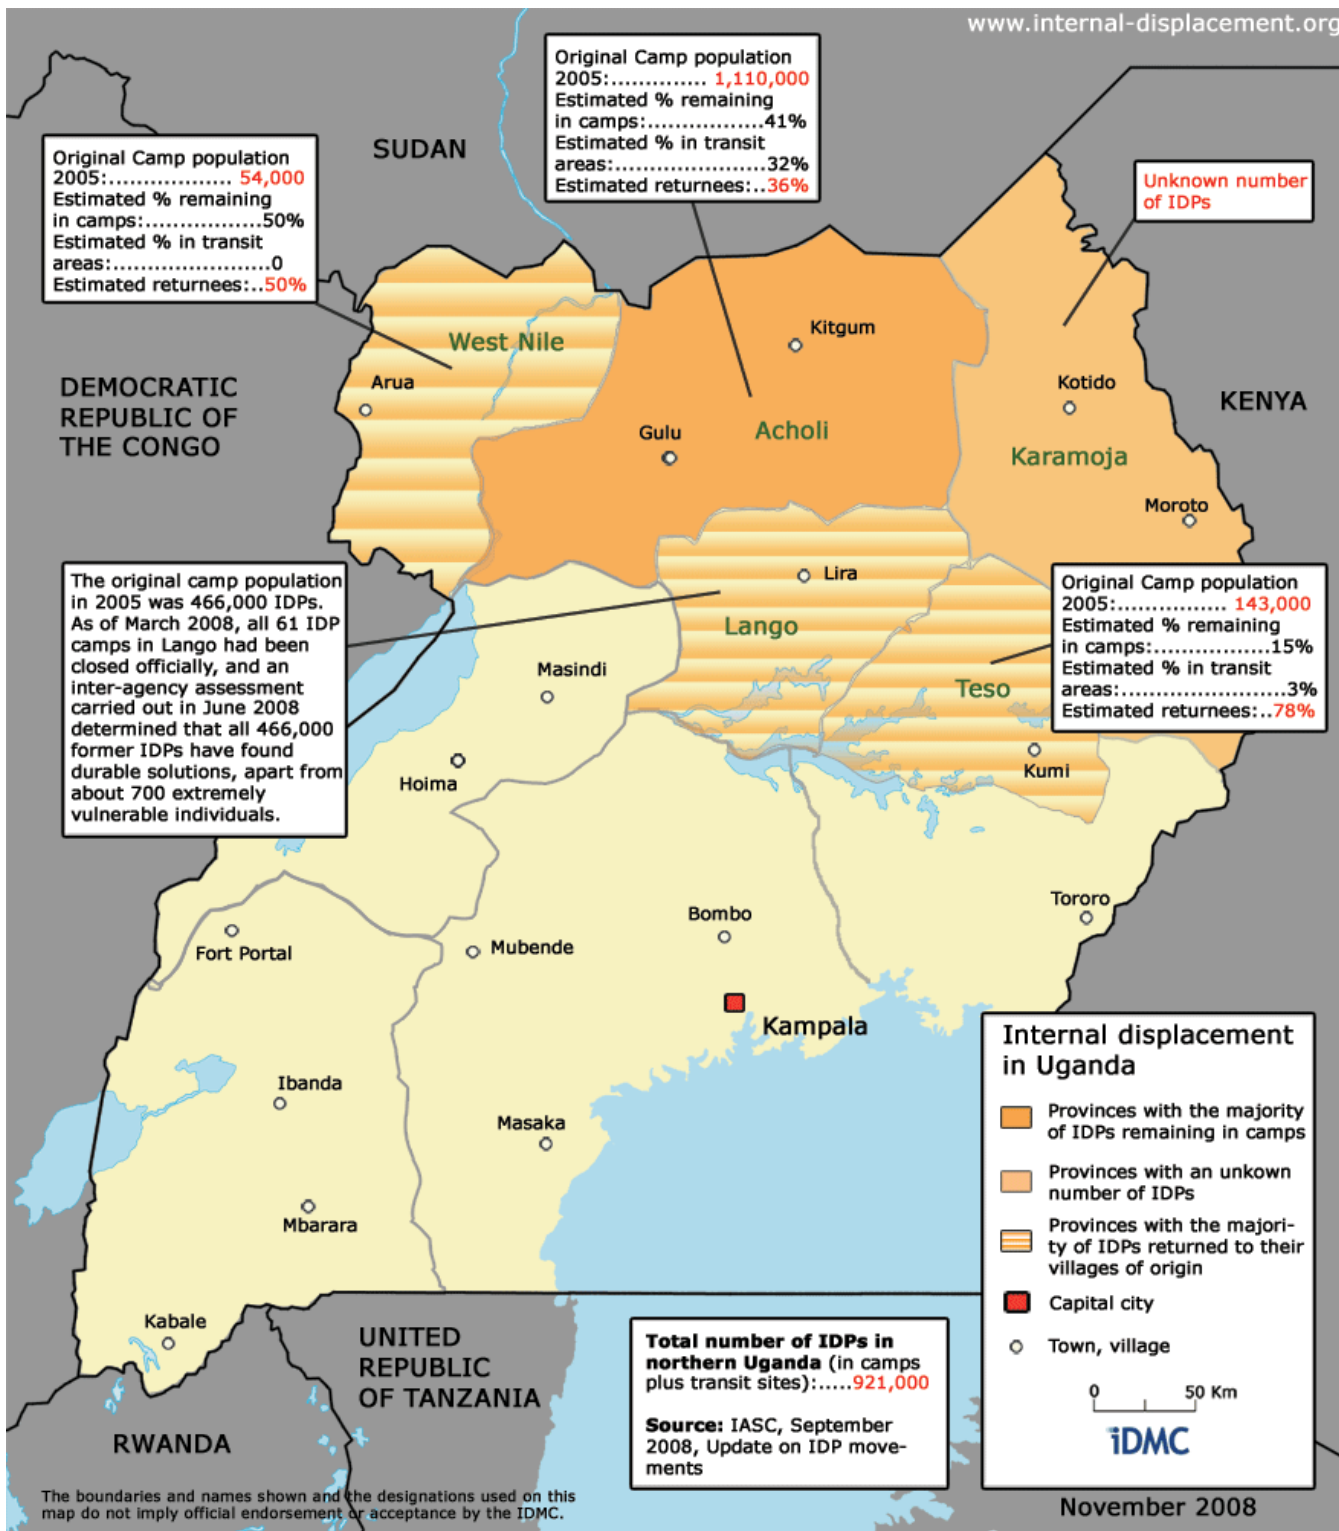 www.internal-displacement.org
Original Camp population
2005:.............. 1,110,000
Estimated % remaining
in camps:.................41%
Estimated % in transit
areas:......................32%
Estimated returnees:..36%
SUDAN
Original Camp population
2005:.................. 54,000
Estimated % remaining
in camps:.................50%
Estimated % in transit
areas:.......................0
Estimated returnees:..50%
Unknown number
of IDPs
West Nile
Kitgum
Arua
Kotido
DEMOCRATIC
REPUBLIC OF
THE CONGO
KENYA
Gulu
Acholi
Karamoja
Moroto
The original camp population
in 2005 was 466,000 IDPs.
As of March 2008, all 61 IDP
camps in Lango had been
closed officially, and an
inter-agency assessment
carried out in June 2008
determined that all 466,000
former IDPs have found
durable solutions, apart from
about 700 extremely
vulnerable individuals.
Lira
Lango
Original Camp population
2005:................ 143,000
Estimated % remaining
in camps:.................15%
Estimated % in transit
areas:........................3%
Estimated returnees:..78%
Masindi
Teso
Hoima
Kumi
Fort Portal
Mubende
Bombo
Tororo
Kampala
Ibanda
Masaka
Mbarara
Kabale
Internal displacement
in Uganda
Provinces with the majority
of IDPs remaining in camps
Provinces with an unkown
number of IDPs
Provinces with the majori-
ty of IDPs returned to their
villages of origin
Capital city
Town, village
0 50 Km
iDMC
UNITED
REPUBLIC
OF TANZANIA
RWANDA
Total number of IDPs in
northern Uganda (in camps
plus transit sites):.....921,000
Source: IASC, September
2008, Update on IDP move-
ments
The boundaries and names shown and the designations used on this
map do not imply official endorsement or acceptance by the IDMC.
November 2008